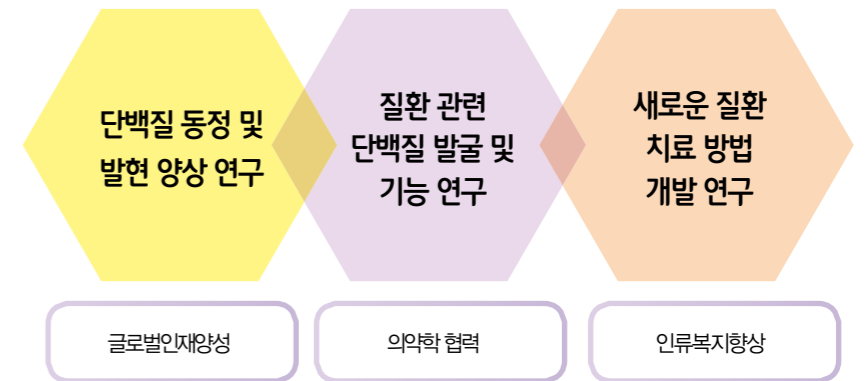 단백질 동정 및
발현 양상 연구
질환 관련
단백질 발굴 및
기능 연구
새로운 질환
치료 방법
개발 연구
글로벌인재양성
의약학 협력
인류복지향상